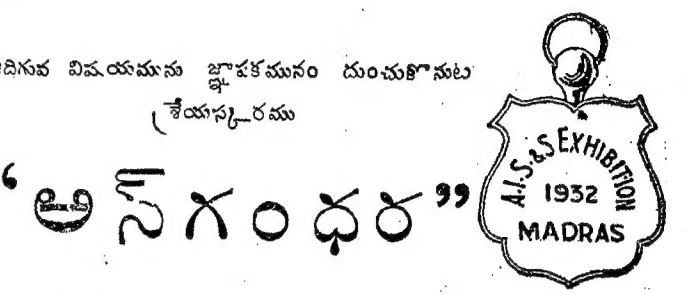 దిగువ విషయమును జ్ఞాపకమునం దుంచుకొనుట
శ్రేయస్కరము
“అస్‌గంధర”
A.I.S.&S EXHIBITION
1932
MADRAS